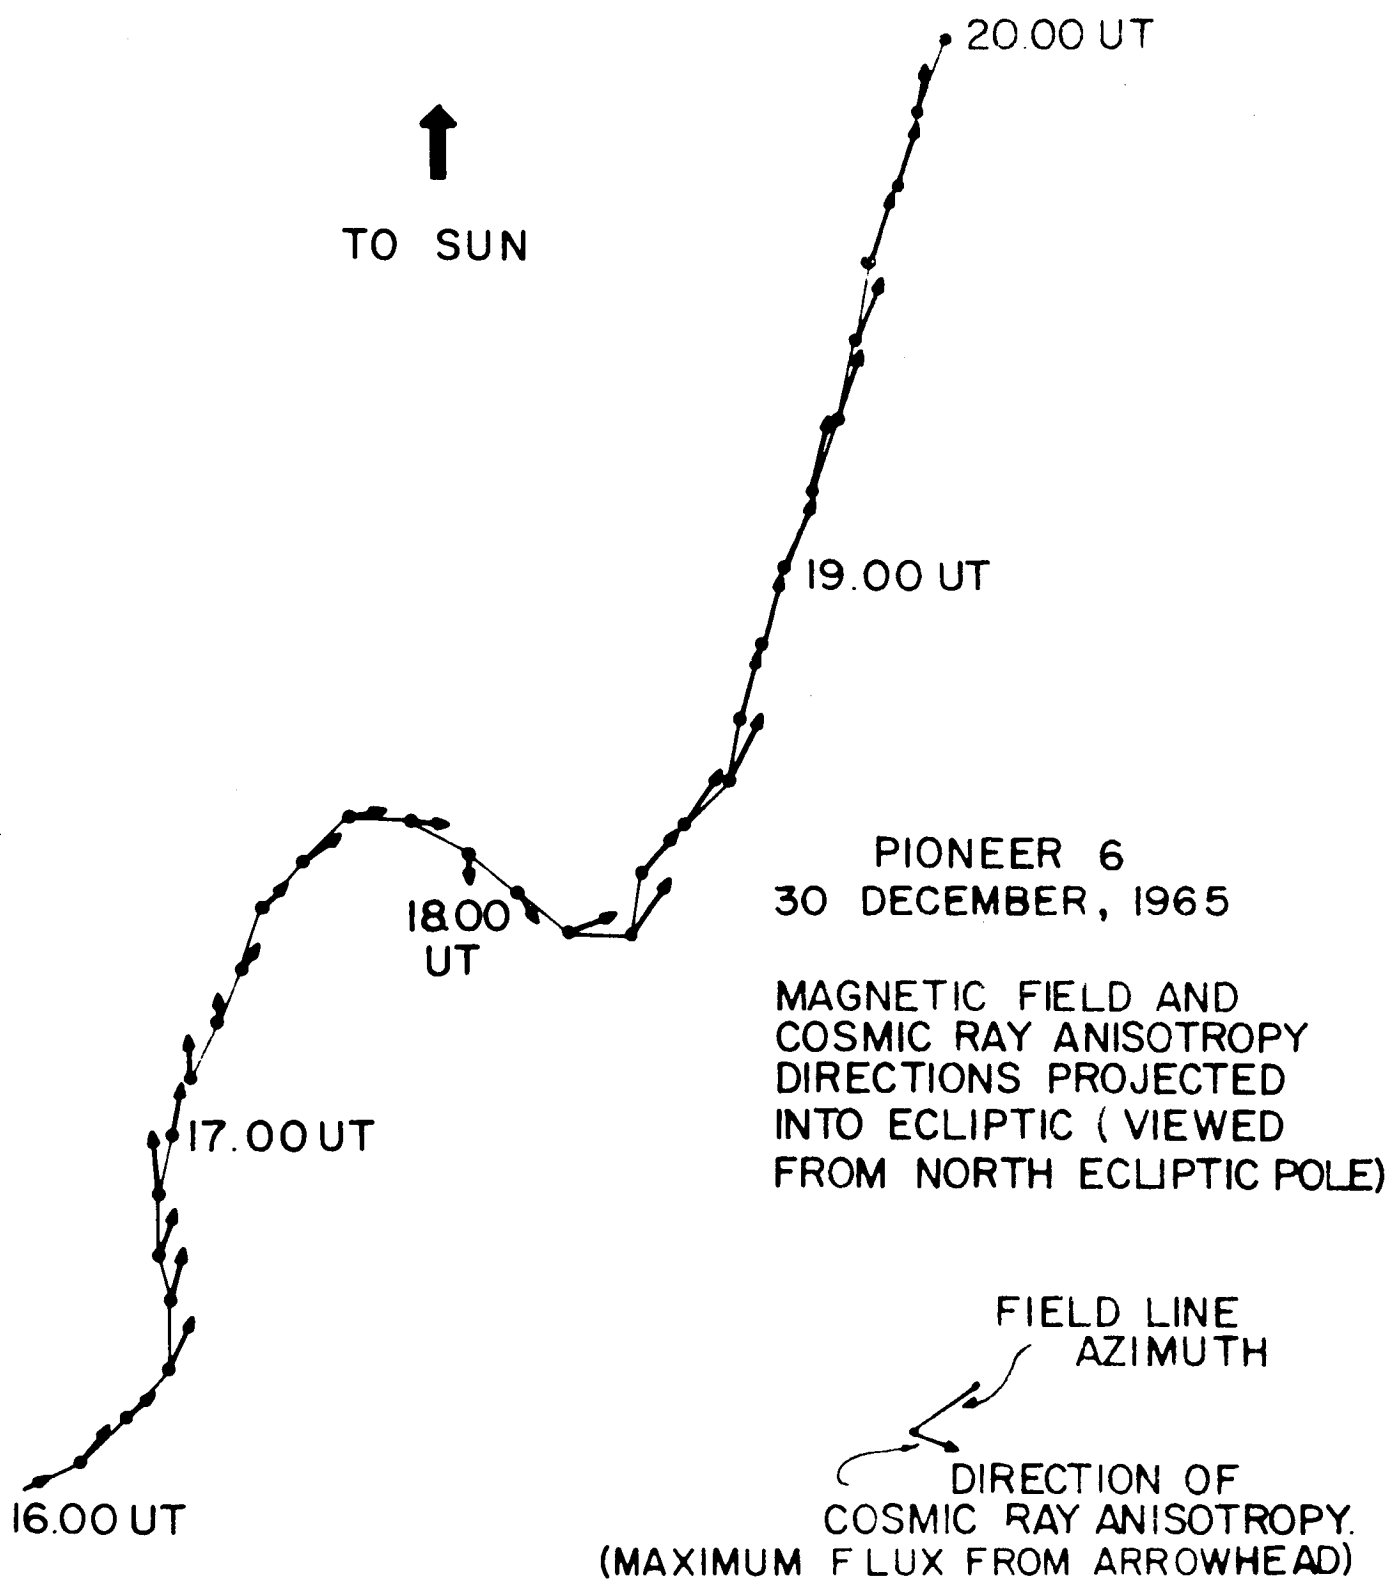 20.00 UT
TO SUN
19.00 UT
PIONEER 6
30 DECEMBER, 1965
18.00
UT
MAGNETIC FIELD AND
COSMIC RAY ANISOTROPY
DIRECTIONS PROJECTED
INTO ECLIPTIC (VIEWED
FROM NORTH ECLIPTIC POLE)
17.00 UT
FIELD LINE
AZIMUTH
16.00 UT
DIRECTION OF
COSMIC RAY ANISOTROPY.
(MAXIMUM FLUX FROM ARROWHEAD)